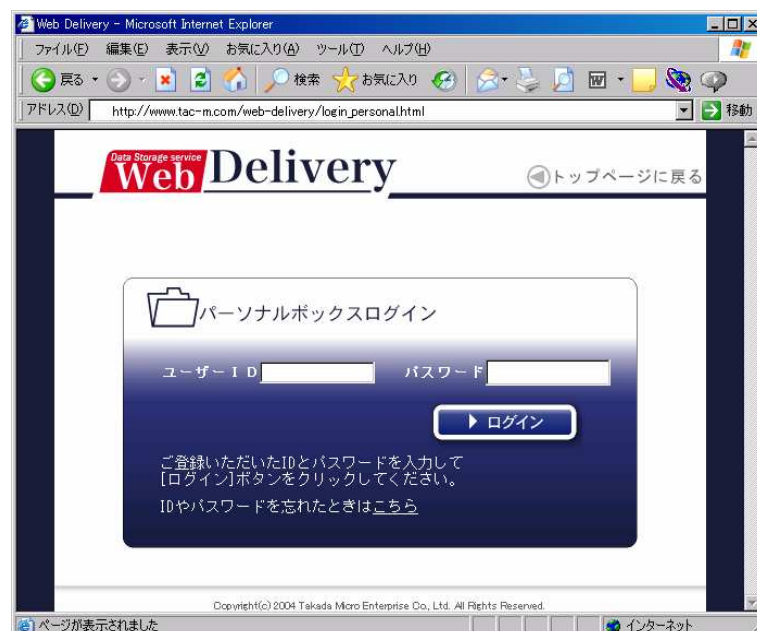 Web Delivery - Microsoft Internet Explorer
ファイル(F) 編集(E) 表示(V) お気に入り(A) ツール(T) ヘルプ(H)
戻る 検索 お気に入り
アドレス(D) http://www.tac-m.com/web-delivery/login_personal.html 移動
Data Storage service
Web Delivery
トップページに戻る
パーソナルボックスログイン
ユーザーID パスワード
ログイン
ご登録いただいたIDとパスワードを入力して
[ログイン]ボタンをクリックしてください。
IDやパスワードを忘れたときはこちら
Copyright(c) 2004 Takada Micro Enterprise Co., Ltd. All Rights Reserved.
ページが表示されました インターネット